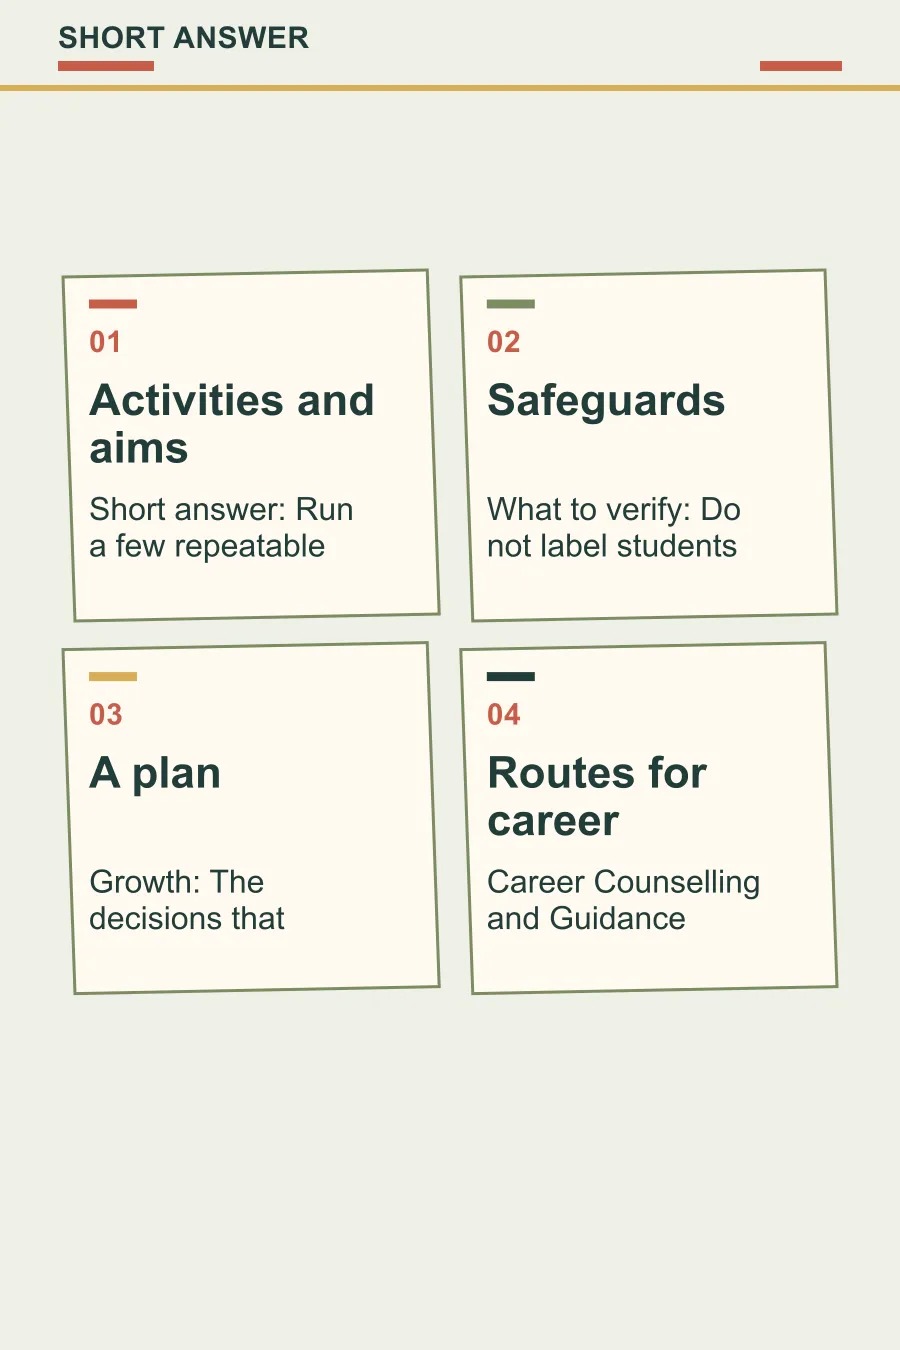 SHORT ANSWER
01
Activities and
aims
Short answer: Run
a few repeatable
02
Safeguards
What to verify: Do
not label students
03
A plan
Growth: The
decisions that
04
Routes for
career
Career Counselling
and Guidance